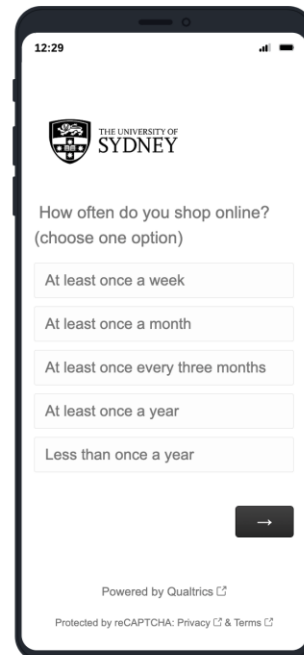 12:29
THE UNIVERSITY OF
SYDNEY
How often do you shop online?
(choose one option)
At least once a week
At least once a month
At least once every three months
At least once a year
Less than once a year
→
Powered by Qualtrics
Protected by reCAPTCHA: Privacy & Terms